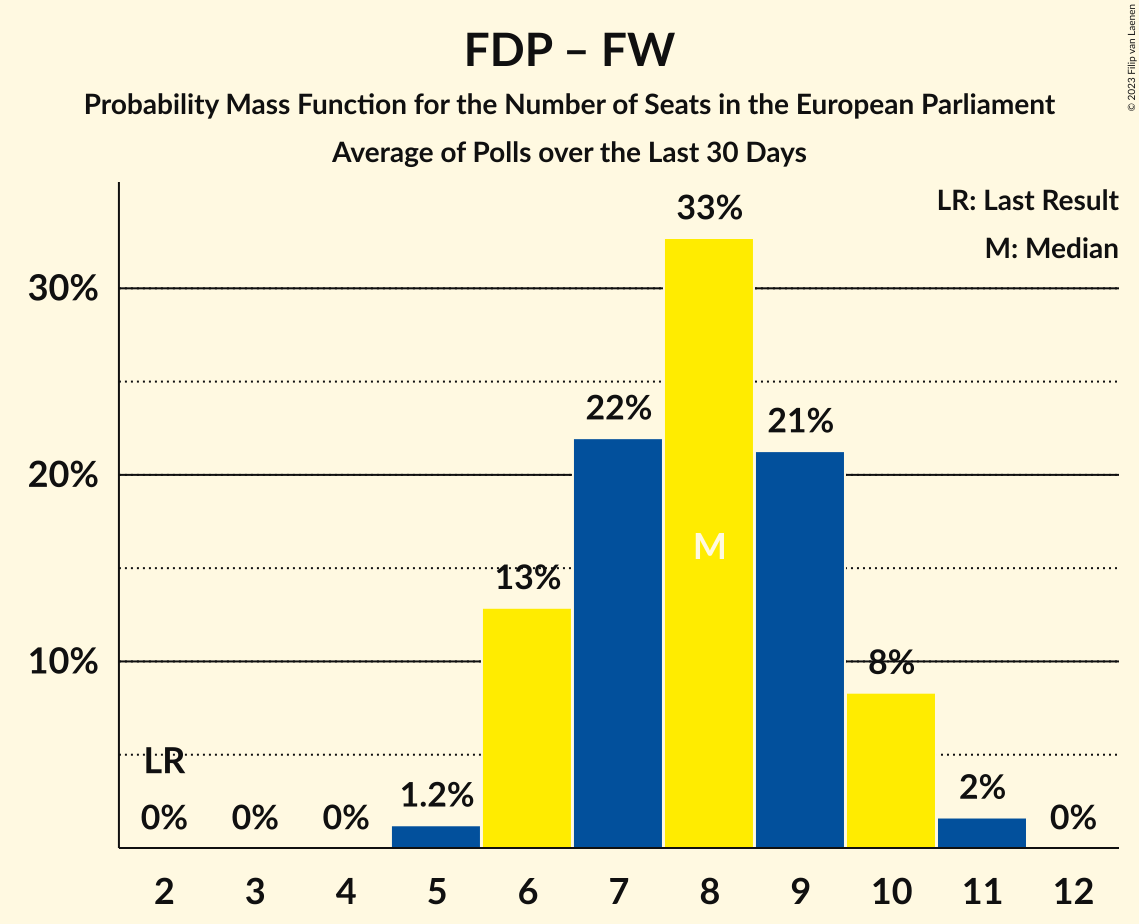 FDP – FW
Probability Mass Function for the Number of Seats in the European Parliament
Average of Polls over the Last 30 Days
© 2023 Filip van Laenen
LR: Last Result
M: Median
33%
30%
22%
21%
20%
M
13%
10%
8%
LR
1.2%
2%
0%
0%
0%
0%
2 3 4 5 6 7 8 9 10 11 12